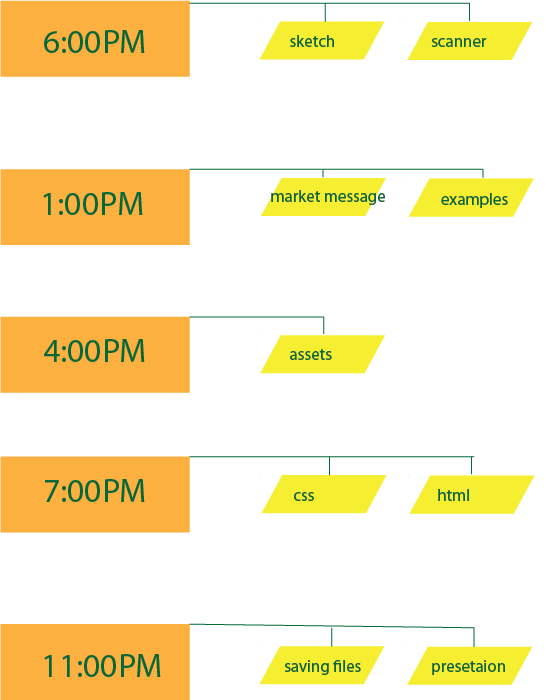 6:00PM
sketch
scanner
1:00PM
market message
examples
4:00PM
assets
7:00PM
css
html
11:00PM
saving files
presetaion